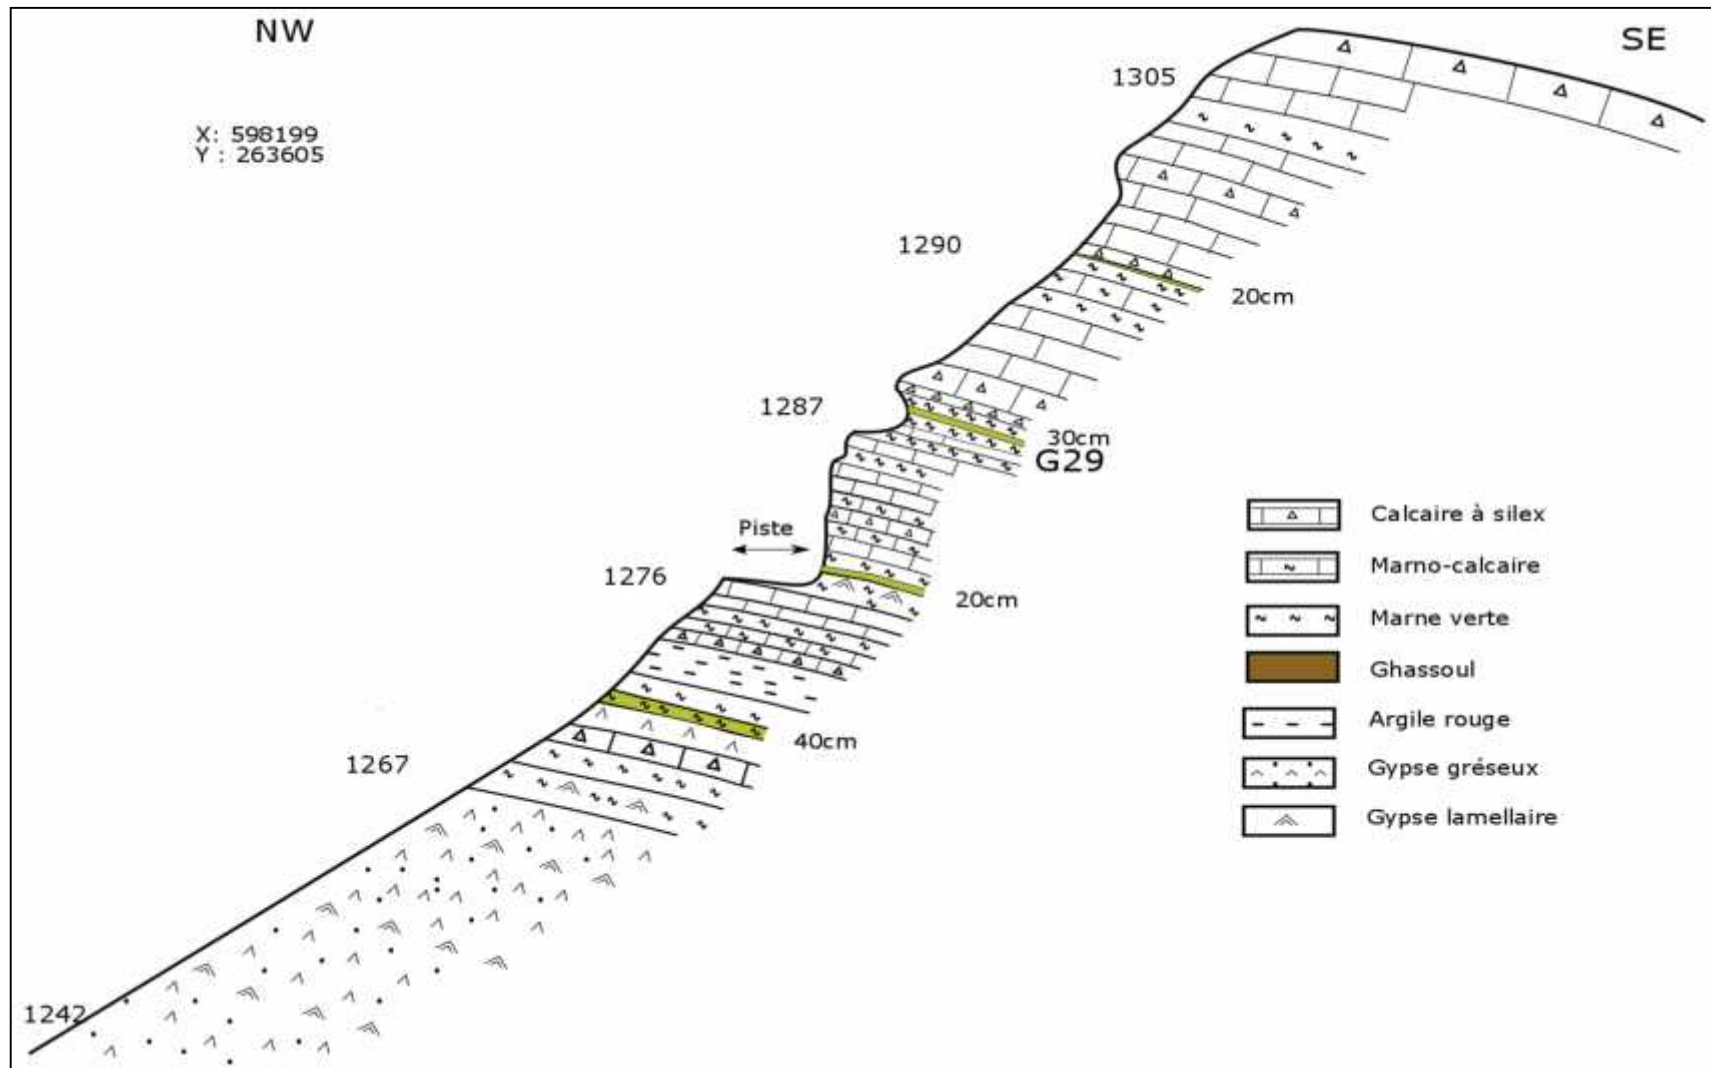 NW
SE
X: 598199
Y : 263605
1305
1290
20cm
1287
30cm
G29
Piste
1276
20cm
40cm
1267
1242
Calcaire à silex
Marno-calcaire
Marne verte
Ghassoul
Argile rouge
Gypse gréseux
Gypse lamellaire